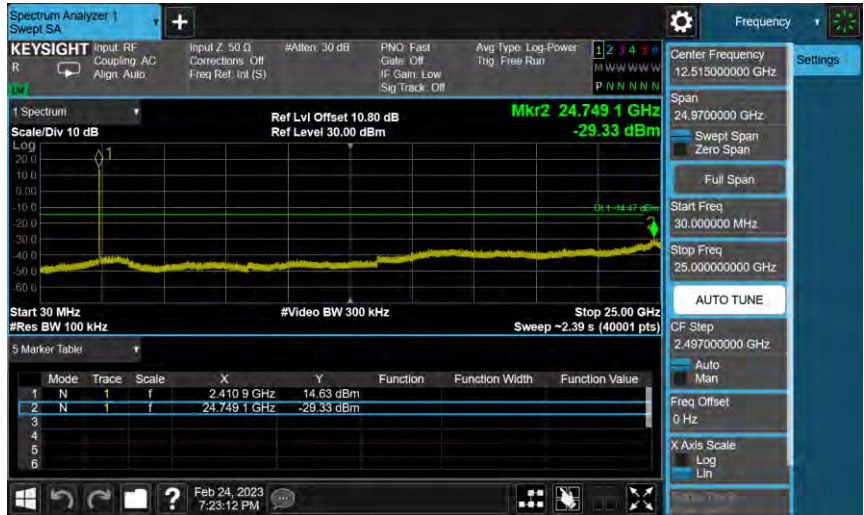 Spectrum Analyzer 1
Swept SA
+
Frequency
KEYSIGHT
R
Input: RF
Coupling: AC
Align: Auto
Input Z: 50 Ω
Corrections: Off
Freq Ref: Int (S)
#Atten: 30 dB
PNO: Fast
Gate: Off
IF Gain: Low
Sig Track: Off
Avg Type: Log-Power
Trig: Free Run
1 2 3 4 5 6
M W W W W W
P N N N N N
Settings
Center Frequency
12.515000000 GHz
Span
24.9700000 GHz
Swept Span
Zero Span
Full Span
Start Freq
30.000000 MHz
Stop Freq
25.000000000 GHz
AUTO TUNE
CF Step
2.497000000 GHz
Auto
Man
Freq Offset
0 Hz
X Axis Scale
Log
Lin
1 Spectrum
Scale/Div 10 dB
Ref Lvl Offset 10.80 dB
Ref Level 30.00 dBm
Mkr2 24.749 1 GHz
-29.33 dBm
Log
20.0
10.0
0.00
-10.0
-20.0
-30.0
-40.0
-50.0
-60.0
1
DL1 -14.47 dBm
2
Start 30 MHz
#Res BW 100 kHz
#Video BW 300 kHz
Stop 25.00 GHz
Sweep ~2.39 s (40001 pts)
5 Marker Table
Mode Trace Scale X Y Function Function Width Function Value
1 N 1 f 2.410 9 GHz 14.63 dBm
2 N 1 f 24.749 1 GHz -29.33 dBm
3
4
5
6
?
Feb 24, 2023
7:23:12 PM